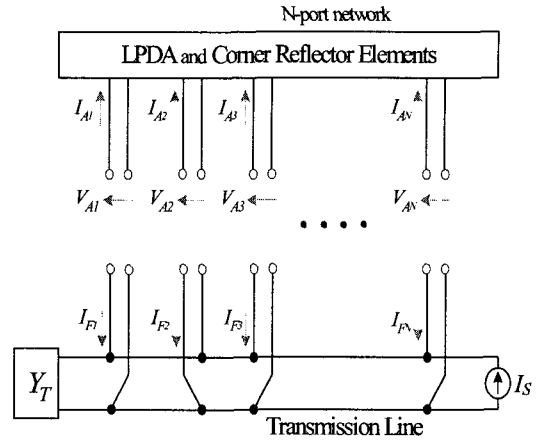 N-port network
LPDA and Corner Reflector Elements
I_A1 I_A2 I_A3 I_AN
V_A1 V_A2 V_A3 V_AN
I_F1 I_F2 I_F3 I_FN
Y_T
I_S
Transmission Line